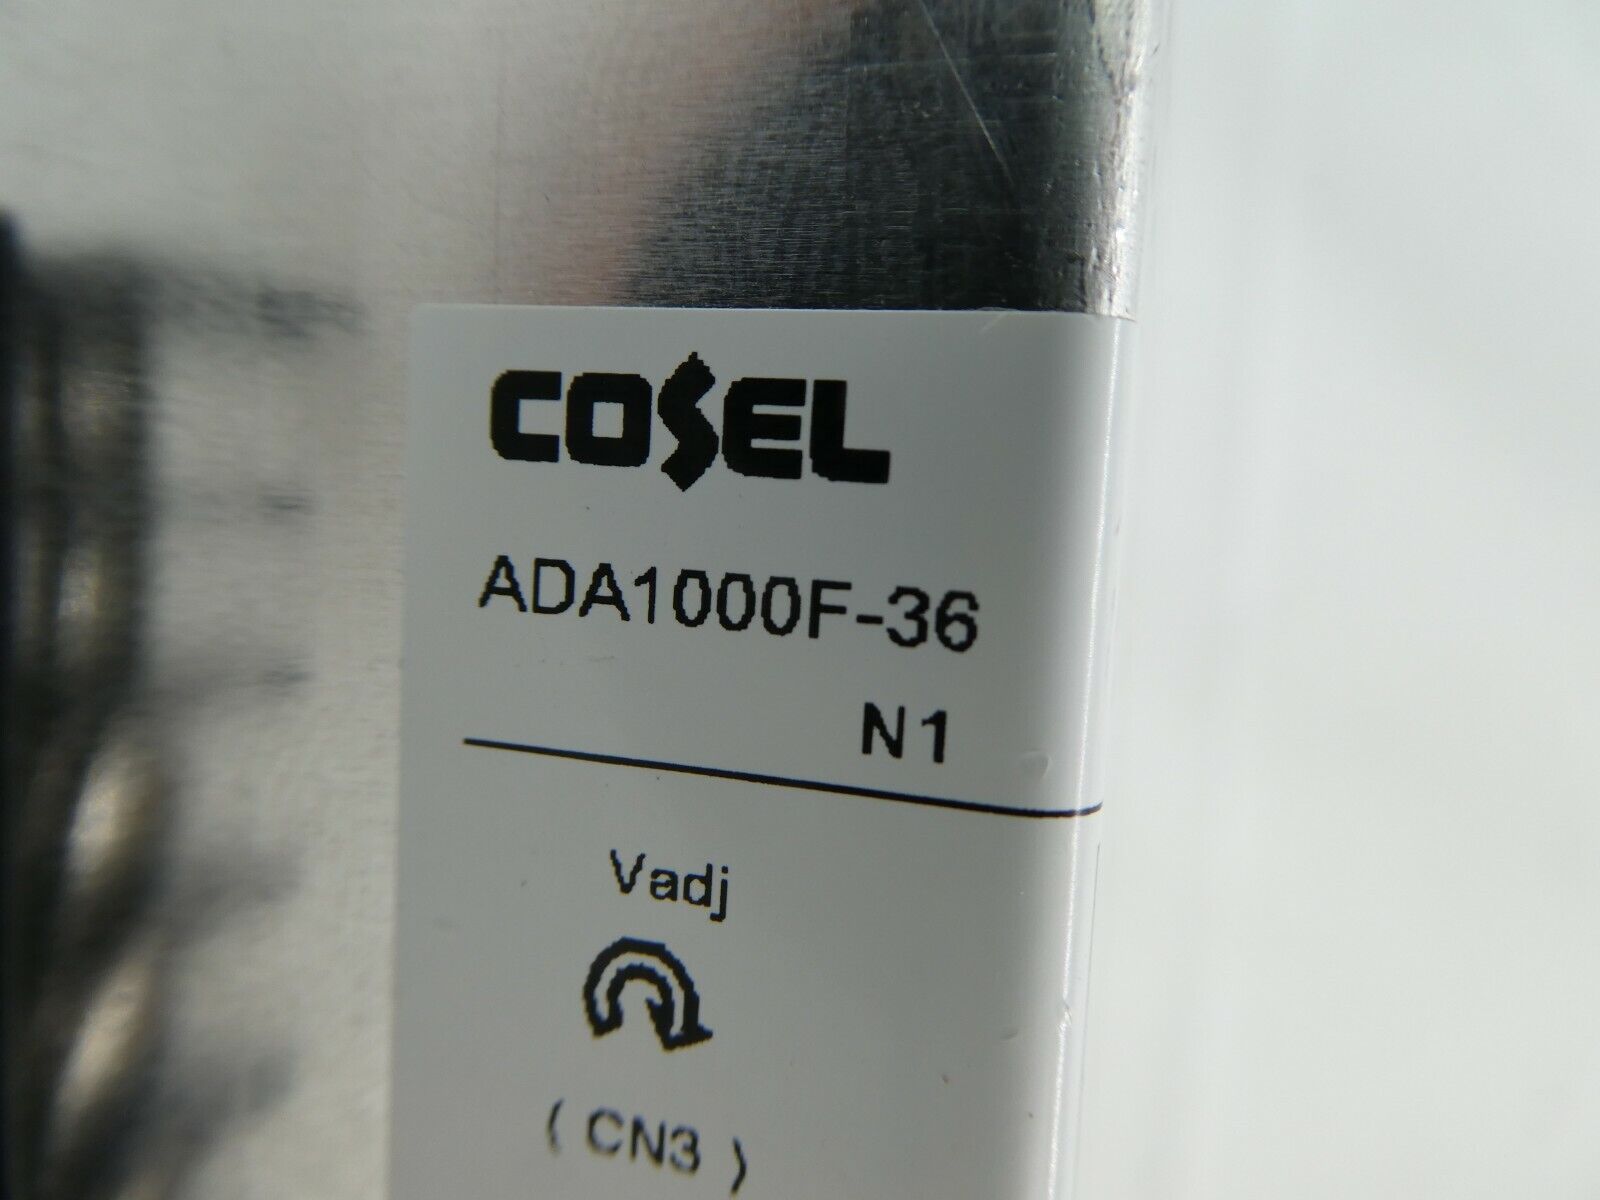 COSEL
ADA1000F-36
N1
Vadj
( CN3 )